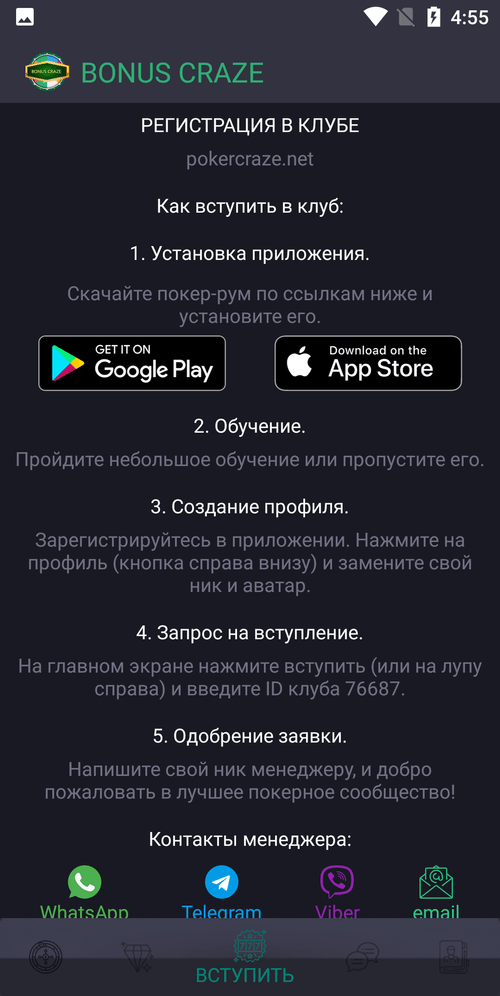 4:55
BONUS CRAZE
BONUS CRAZE
РЕГИСТРАЦИЯ В КЛУБЕ
pokercraze.net
Как вступить в клуб:
1. Установка приложения.
Скачайте покер-рум по ссылкам ниже и
установите его.
GET IT ON
Google Play
Download on the
App Store
2. Обучение.
Пройдите небольшое обучение или пропустите его.
3. Создание профиля.
Зарегистрируйтесь в приложении. Нажмите на
профиль (кнопка справа внизу) и замените свой
ник и аватар.
4. Запрос на вступление.
На главном экране нажмите вступить (или на лупу
справа) и введите ID клуба 76687.
5. Одобрение заявки.
Напишите свой ник менеджеру, и добро
пожаловать в лучшее покерное сообщество!
Контакты менеджера:
WhatsApp
Telegram
Viber
email
777
ВСТУПИТЬ